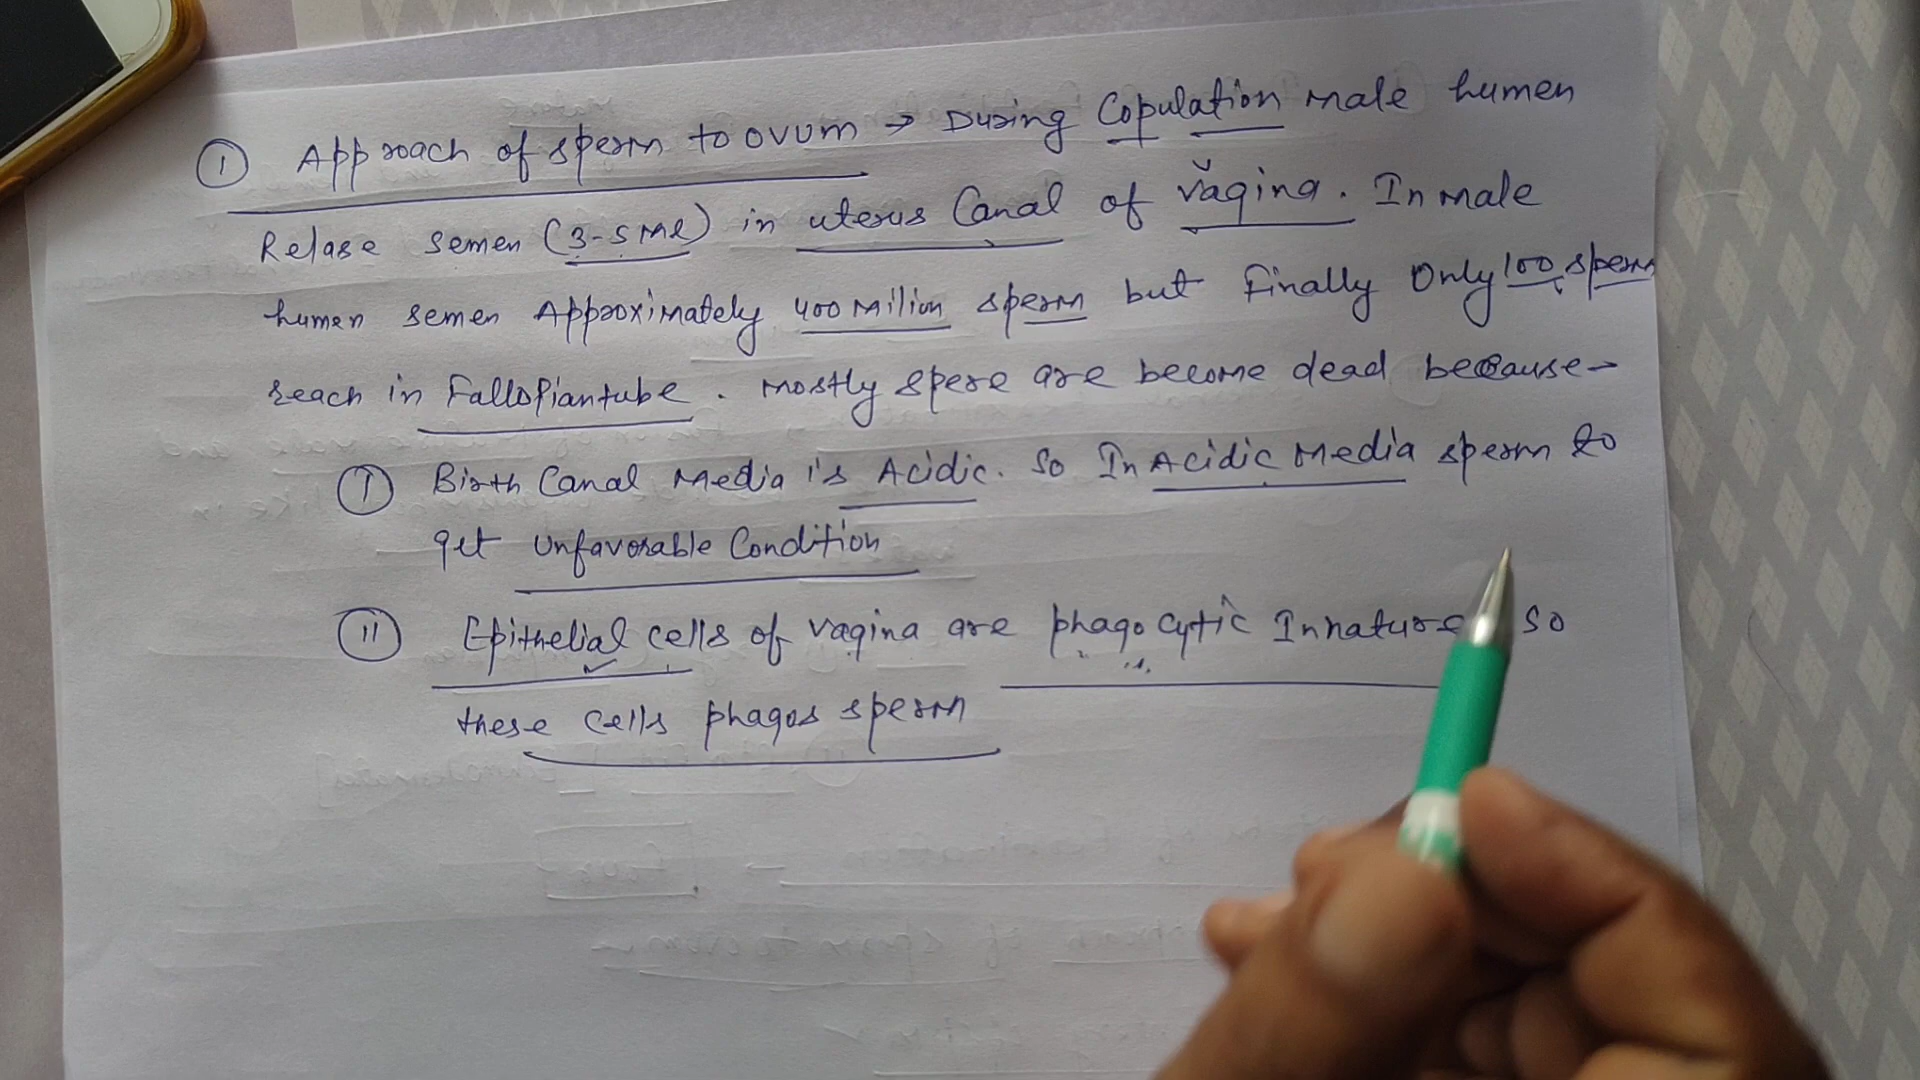 ① Approach of sperm to ovum → During Copulation male humen
Relase semen (3-5 Ml) in uterus Canal of vagina. In male
humen semen Approximately 400 Million sperm but Finally Only 100 sperm
reach in Fallopiantube. Mostly spere are become dead because-
Ⓘ Birth Canal Media is Acidic. So In Acidic Media sperm to
get Unfavorable Condition
ⓘⓘ Epithelial cells of vagina are phagocytic In nature so
these cells phagos sperm